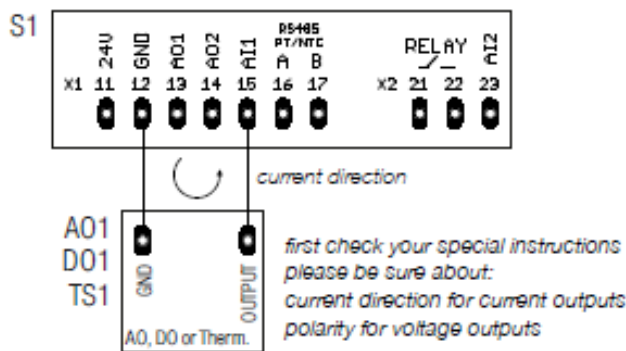 S1
RS485
PT/NTC
24V GND AO1 AO2 AI1 A B RELAY AI2
X1 11 12 13 14 15 16 17 X2 21 22 23
current direction
AO1
DO1
TS1
GND OUTPUT
AO, DO or Therm.
first check your special instructions
please be sure about:
current direction for current outputs
polarity for voltage outputs